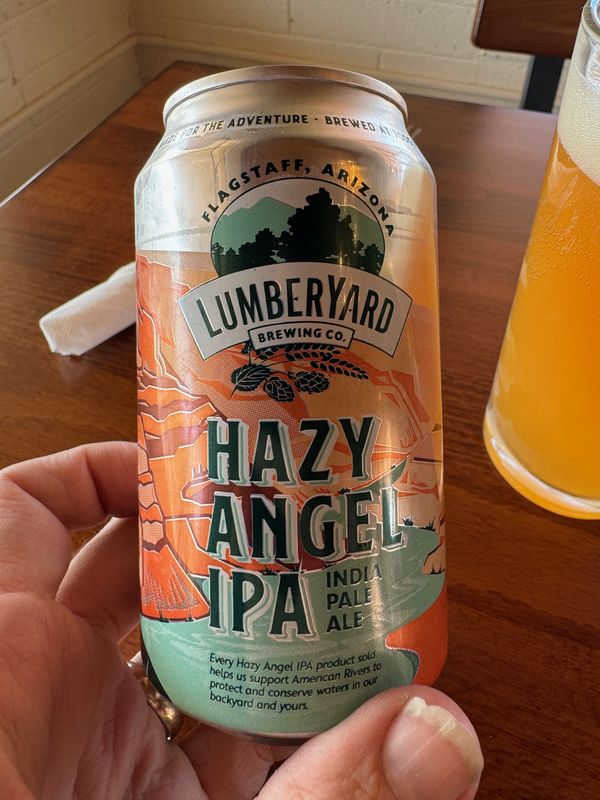 FOR THE ADVENTURE · BREWED AT 7000
FLAGSTAFF, ARIZONA
LUMBERYARD
BREWING CO.
HAZY
ANGEL
IPA
INDIA
PALE
ALE
Every Hazy Angel IPA product sold
helps us support American Rivers to
protect and conserve waters in our
backyard and yours.